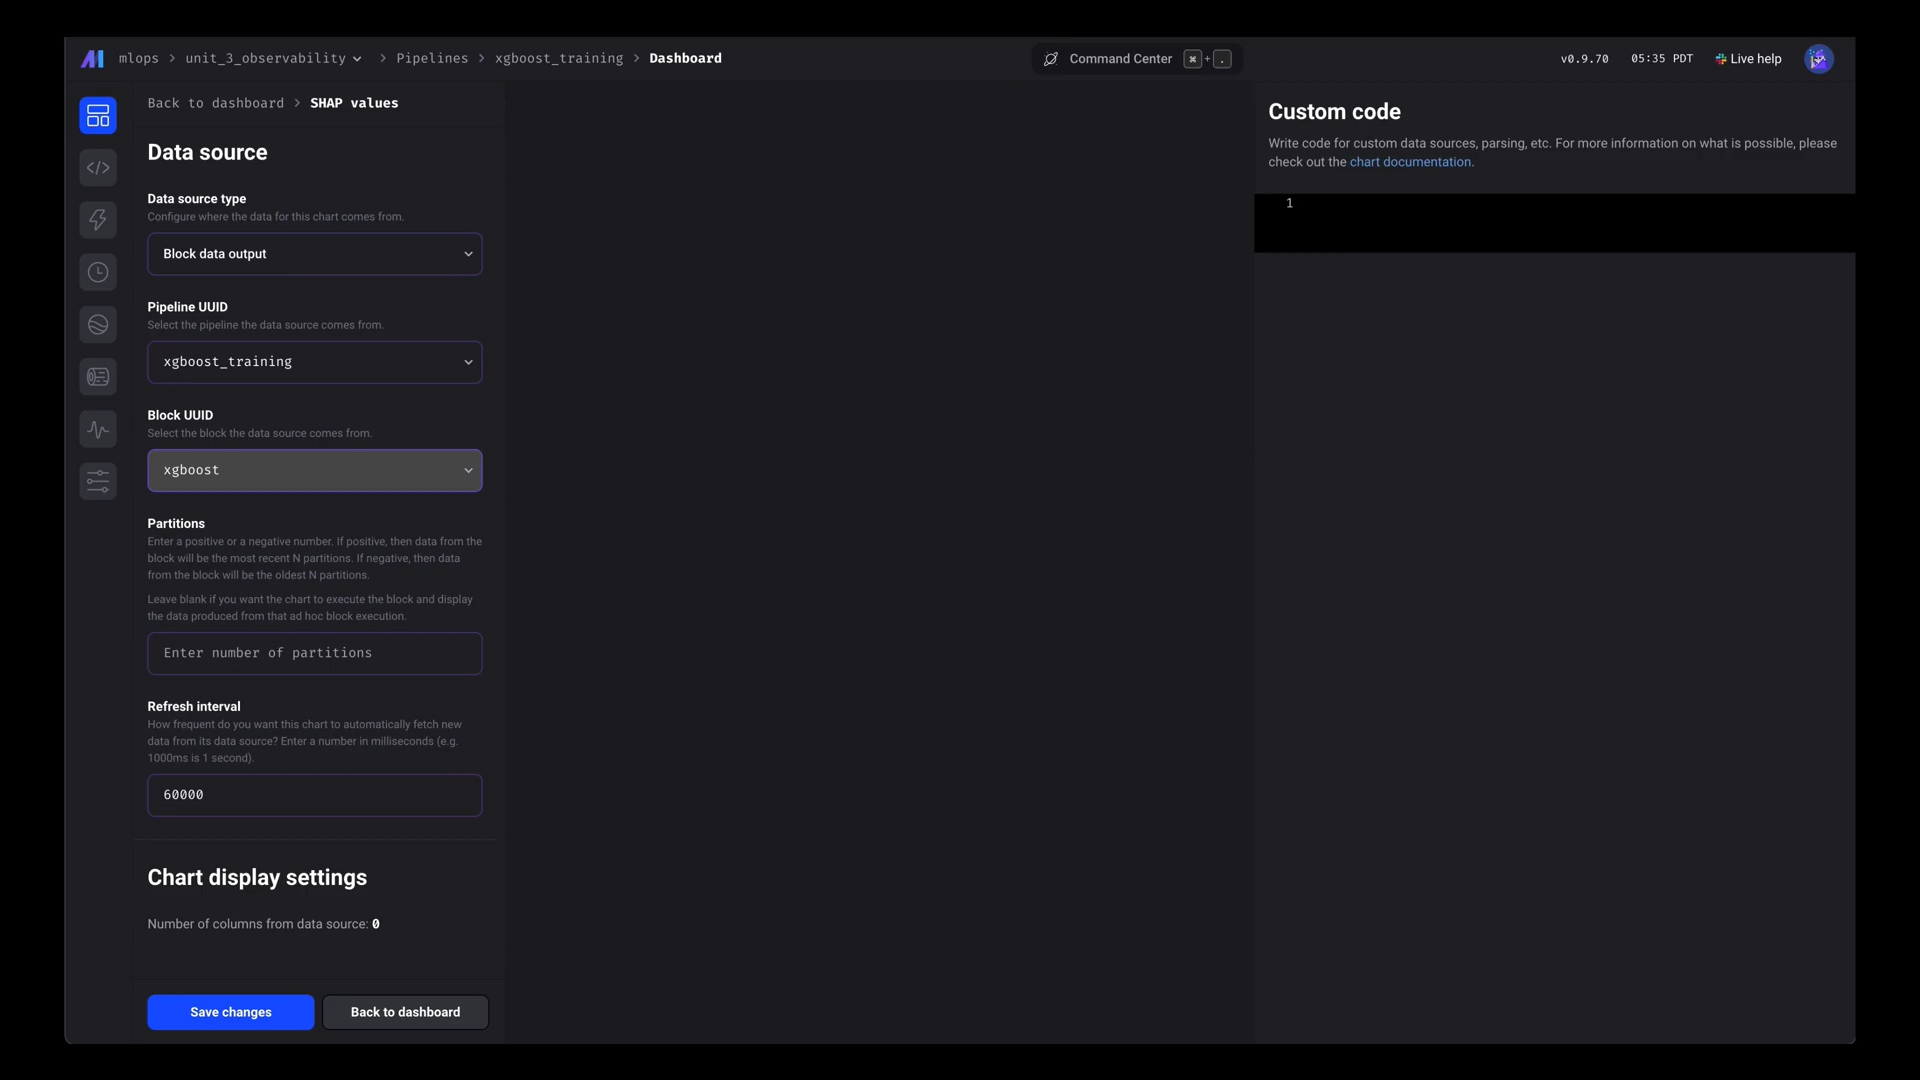 mlops > unit_3_observability > Pipelines > xgboost_training > Dashboard
Command Center ⌘ + .
v0.9.70 05:35 PDT Live help
Back to dashboard > SHAP values
Data source
Data source type
Configure where the data for this chart comes from.
Block data output
Pipeline UUID
Select the pipeline the data source comes from.
xgboost_training
Block UUID
Select the block the data source comes from.
xgboost
Partitions
Enter a positive or a negative number. If positive, then data from the
block will be the most recent N partitions. If negative, then data
from the block will be the oldest N partitions.
Leave blank if you want the chart to execute the block and display
the data produced from that ad hoc block execution.
Enter number of partitions
Refresh interval
How frequent do you want this chart to automatically fetch new
data from its data source? Enter a number in milliseconds (e.g.
1000ms is 1 second).
60000
Chart display settings
Number of columns from data source: 0
Save changes
Back to dashboard
Custom code
Write code for custom data sources, parsing, etc. For more information on what is possible, please
check out the chart documentation.
1